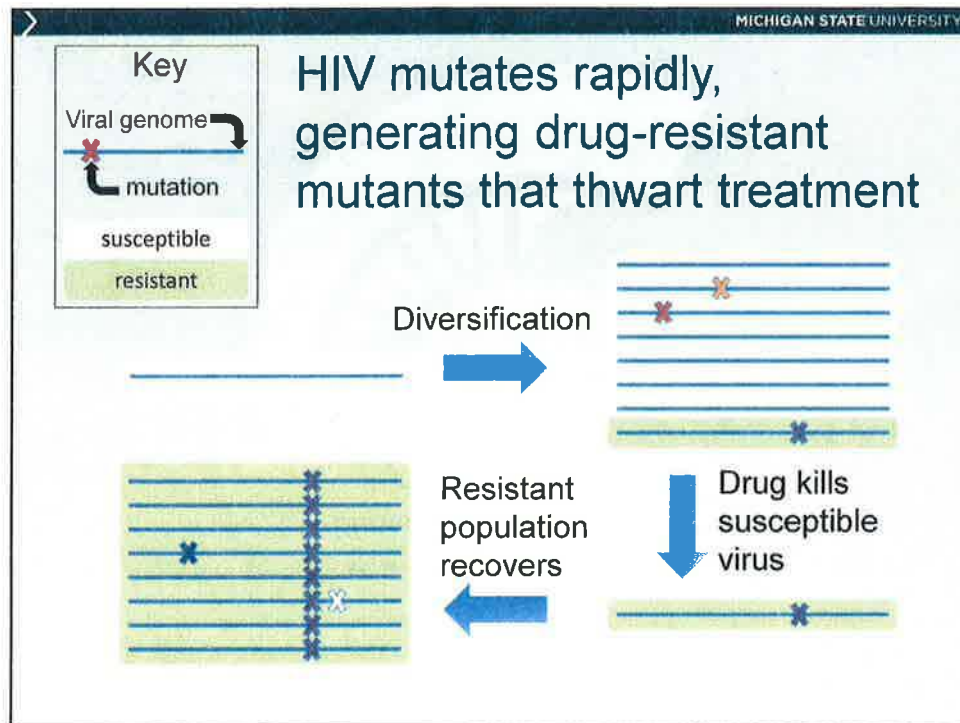 MICHIGAN STATE UNIVERSITY
Key
Viral genome
mutation
susceptible
resistant
HIV mutates rapidly,
generating drug-resistant
mutants that thwart treatment
Diversification
Drug kills
susceptible
virus
Resistant
population
recovers